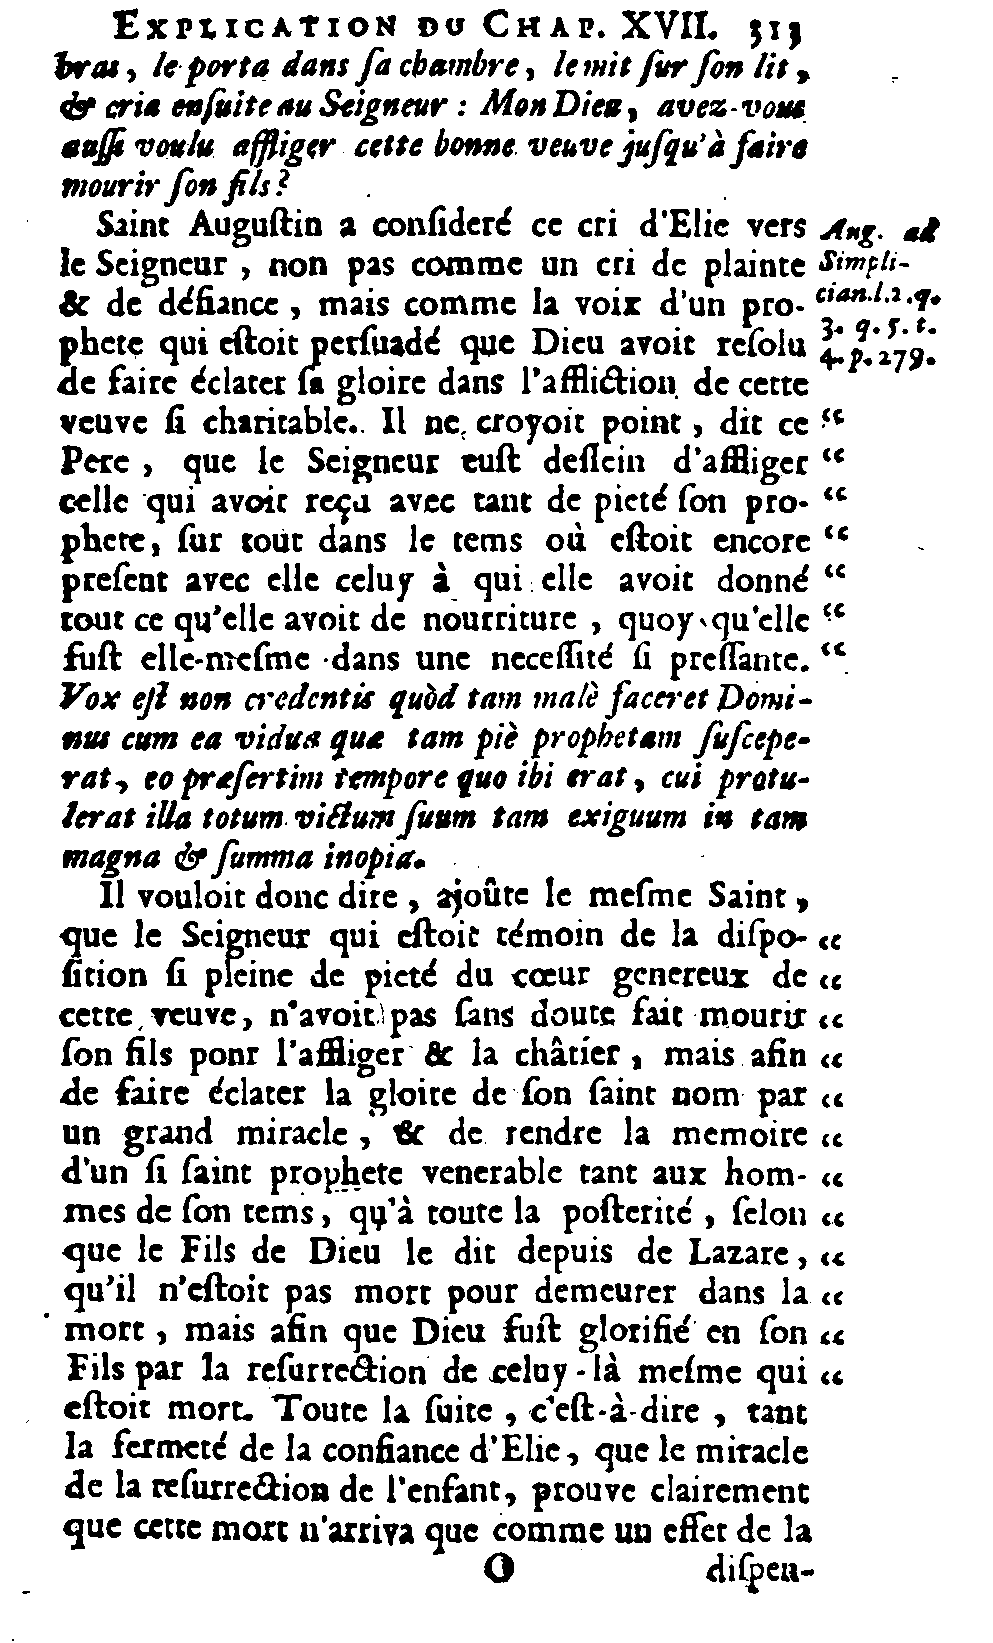 EXPLICATION DU CHAP. XVII. 313
bras, le porta dans ſa chambre, le mit ſur ſon lit,
& cria enſuite au Seigneur : Mon Dieu, avez-vous
auſſi voulu affliger cette bonne veuve juſqu'à faire
mourir ſon fils ?
Saint Auguſtin a conſideré ce cri d'Elie vers
le Seigneur, non pas comme un cri de plainte
& de défiance, mais comme la voix d'un pro-
phete qui eſtoit perſuadé que Dieu avoit reſolu
de faire éclater ſa gloire dans l'affliction de cette
veuve ſi charitable. Il ne croyoit point, dit ce
Pere, que le Seigneur euſt deſſein d'affliger
celle qui avoit reçu avec tant de pieté ſon pro-
phete, ſur tout dans le tems où eſtoit encore
preſent avec elle celuy à qui elle avoit donné
tout ce qu'elle avoit de nourriture, quoy-qu'elle
fuſt elle-meſme dans une neceſſité ſi preſſante.
Vox eſt non credentis quòd tam malè faceret Domi-
nus cum ea vidua quæ tam piè prophetam ſuſcepe-
rat, eo præſertim tempore quo ibi erat, cui protu-
lerat illa totum victum ſuum tam exiguum in tam
magna & ſumma inopia.
Il vouloit donc dire, ajoûte le meſme Saint,
que le Seigneur qui eſtoit témoin de la diſpo-
ſition ſi pleine de pieté du cœur genereux de
cette veuve, n'avoit pas ſans doute fait mourir
ſon fils pour l'affliger & la châtier, mais afin
de faire éclater la gloire de ſon ſaint nom par
un grand miracle, & de rendre la memoire
d'un ſi ſaint prophete venerable tant aux hom-
mes de ſon tems, qu'à toute la poſterité, ſelon
que le Fils de Dieu le dit depuis de Lazare,
qu'il n'eſtoit pas mort pour demeurer dans la
mort, mais afin que Dieu fuſt glorifié en ſon
Fils par la reſurrection de celuy-là meſme qui
eſtoit mort. Toute la ſuite, c'eſt-à-dire, tant
la fermeté de la confiance d'Elie, que le miracle
de la reſurrection de l'enfant, prouve clairement
que cette mort n'arriva que comme un effet de la
O diſpen-
Aug. ad
Simpli-
cian. l. 2. q.
3. q. 5. t.
4. p. 279.